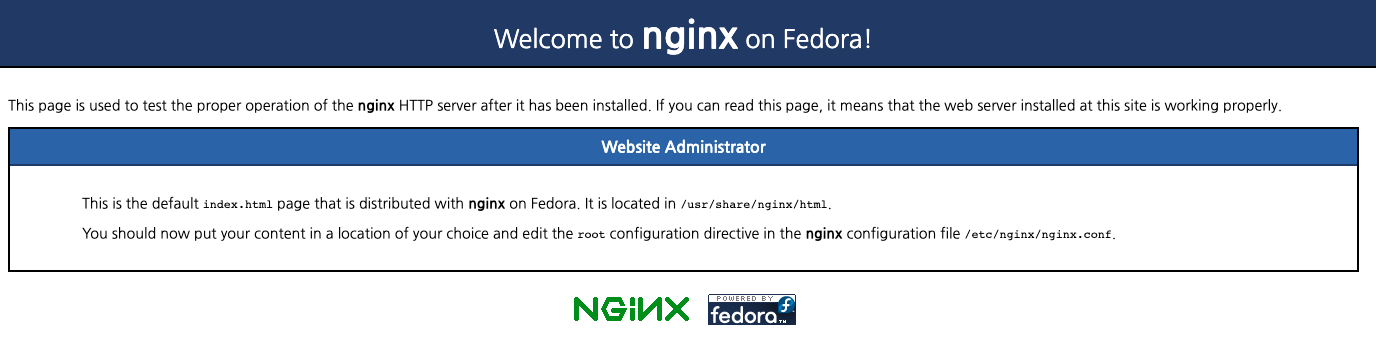 Welcome to nginx on Fedora!
This page is used to test the proper operation of the nginx HTTP server after it has been installed. If you can read this page, it means that the web server installed at this site is working properly.
Website Administrator
This is the default index.html page that is distributed with nginx on Fedora. It is located in /usr/share/nginx/html.
You should now put your content in a location of your choice and edit the root configuration directive in the nginx configuration file /etc/nginx/nginx.conf.
NGINX
POWERED BY
fedora™